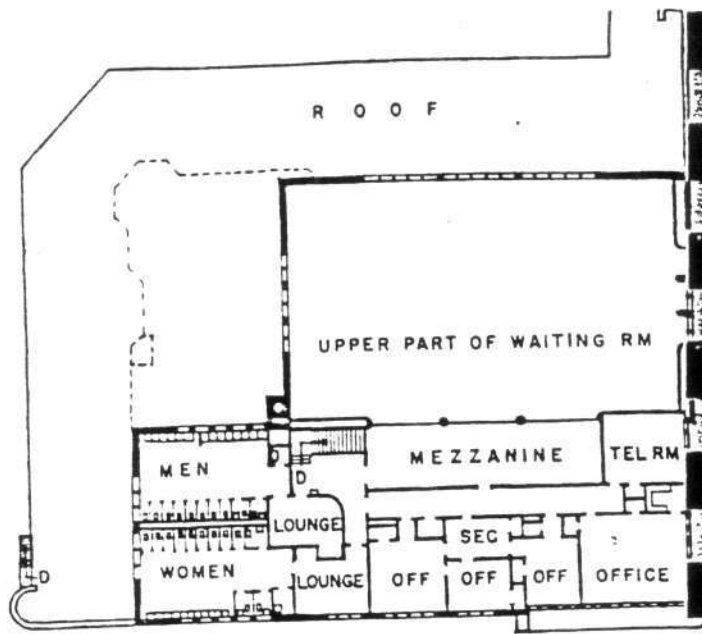 ROOF
UPPER PART OF WAITING RM
MEN
MEZZANINE
TEL RM
D
LOUNGE
SEC
WOMEN
LOUNGE
OFF
OFF
OFF
OFFICE
D